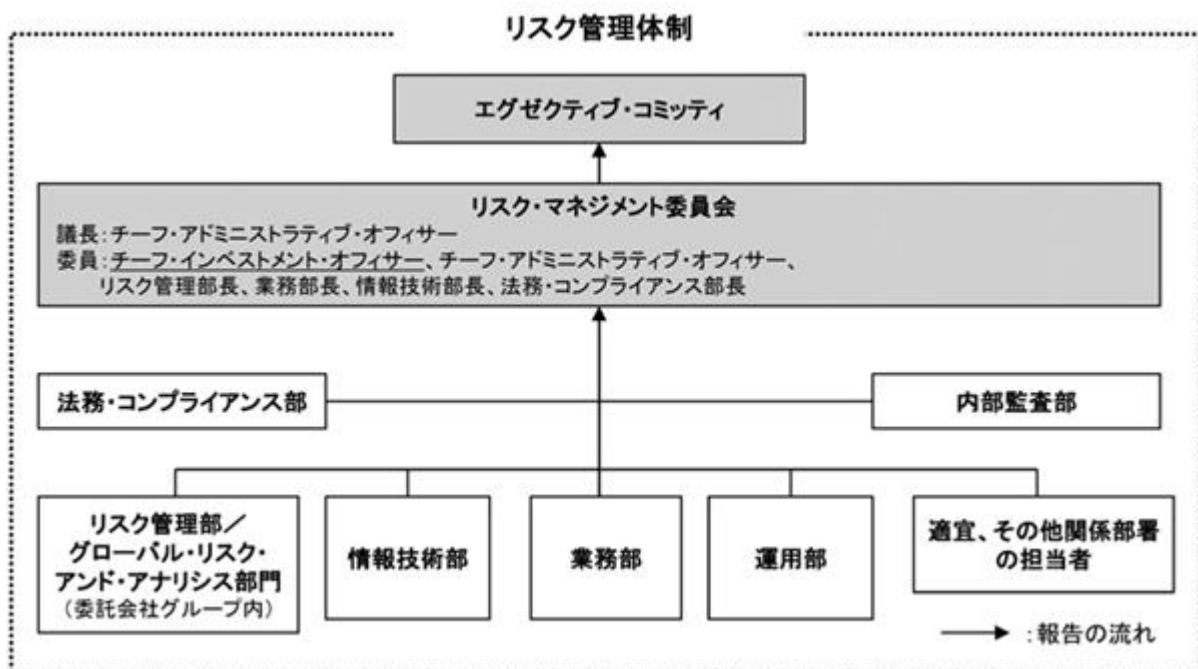 リスク管理体制
エグゼクティブ・コミッティ
リスク・マネジメント委員会
議長：チーフ・アドミニストラティブ・オフィサー
委員：チーフ・インベストメント・オフィサー、チーフ・アドミニストラティブ・オフィサー、
リスク管理部長、業務部長、情報技術部長、法務・コンプライアンス部長
法務・コンプライアンス部
内部監査部
リスク管理部／
グローバル・リスク・
アンド・アナリシス部門
（委託会社グループ内）
情報技術部
業務部
運用部
適宜、その他関係部署
の担当者
：報告の流れ